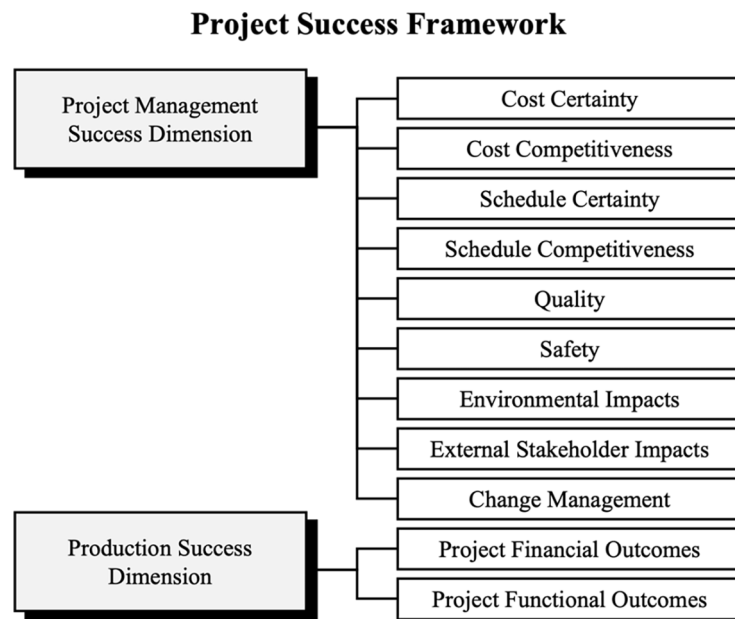 Project Success Framework
Project Management
Success Dimension
Cost Certainty
Cost Competitiveness
Schedule Certainty
Schedule Competitiveness
Quality
Safety
Environmental Impacts
External Stakeholder Impacts
Change Management
Production Success
Dimension
Project Financial Outcomes
Project Functional Outcomes